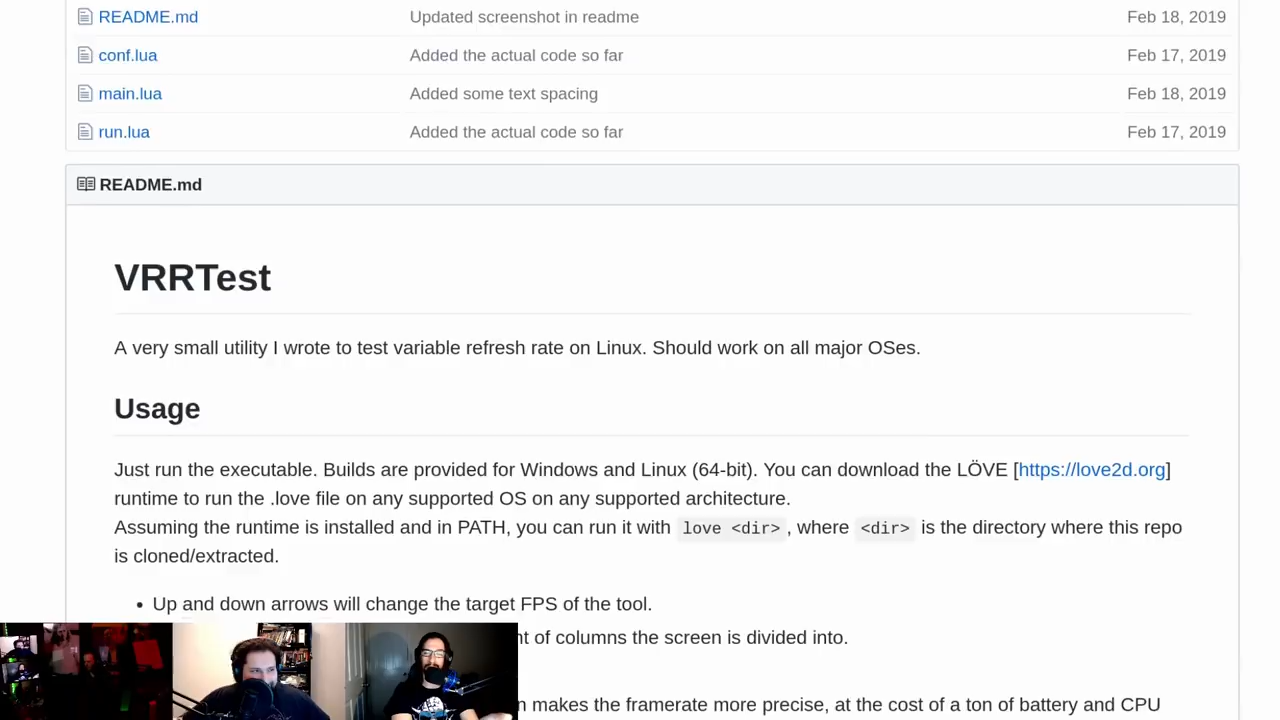 README.md Updated screenshot in readme Feb 18, 2019
conf.lua Added the actual code so far Feb 17, 2019
main.lua Added some text spacing Feb 18, 2019
run.lua Added the actual code so far Feb 17, 2019
README.md
VRRTest
A very small utility I wrote to test variable refresh rate on Linux. Should work on all major OSes.
Usage
Just run the executable. Builds are provided for Windows and Linux (64-bit). You can download the LÖVE [https://love2d.org]
runtime to run the .love file on any supported OS on any supported architecture.
Assuming the runtime is installed and in PATH, you can run it with love <dir>, where <dir> is the directory where this repo
is cloned/extracted.
• Up and down arrows will change the target FPS of the tool.
of columns the screen is divided into.
makes the framerate more precise, at the cost of a ton of battery and CPU